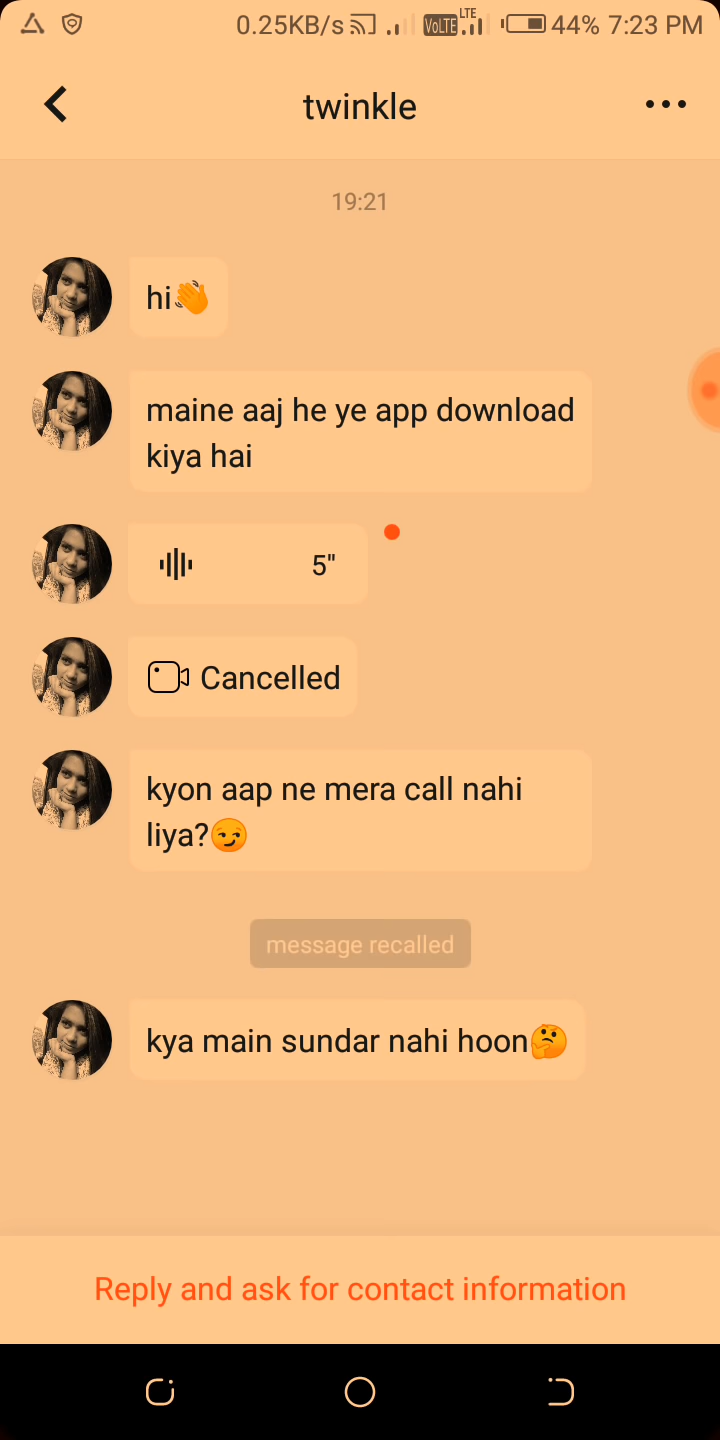 0.25KB/s VoLTE LTE 44% 7:23 PM
twinkle
19:21
hi👋
maine aaj he ye app download
kiya hai
5"
Cancelled
kyon aap ne mera call nahi
liya?😏
message recalled
kya main sundar nahi hoon🤔
Reply and ask for contact information